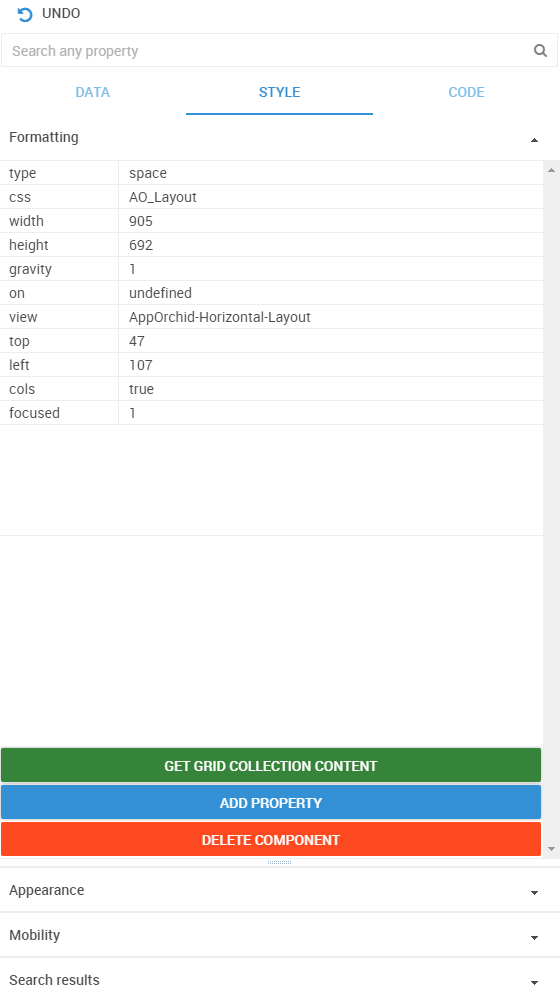 UNDO
Search any property
DATA STYLE CODE
Formatting
type space
css AO_Layout
width 905
height 692
gravity 1
on undefined
view AppOrchid-Horizontal-Layout
top 47
left 107
cols true
focused 1
GET GRID COLLECTION CONTENT
ADD PROPERTY
DELETE COMPONENT
Appearance
Mobility
Search results